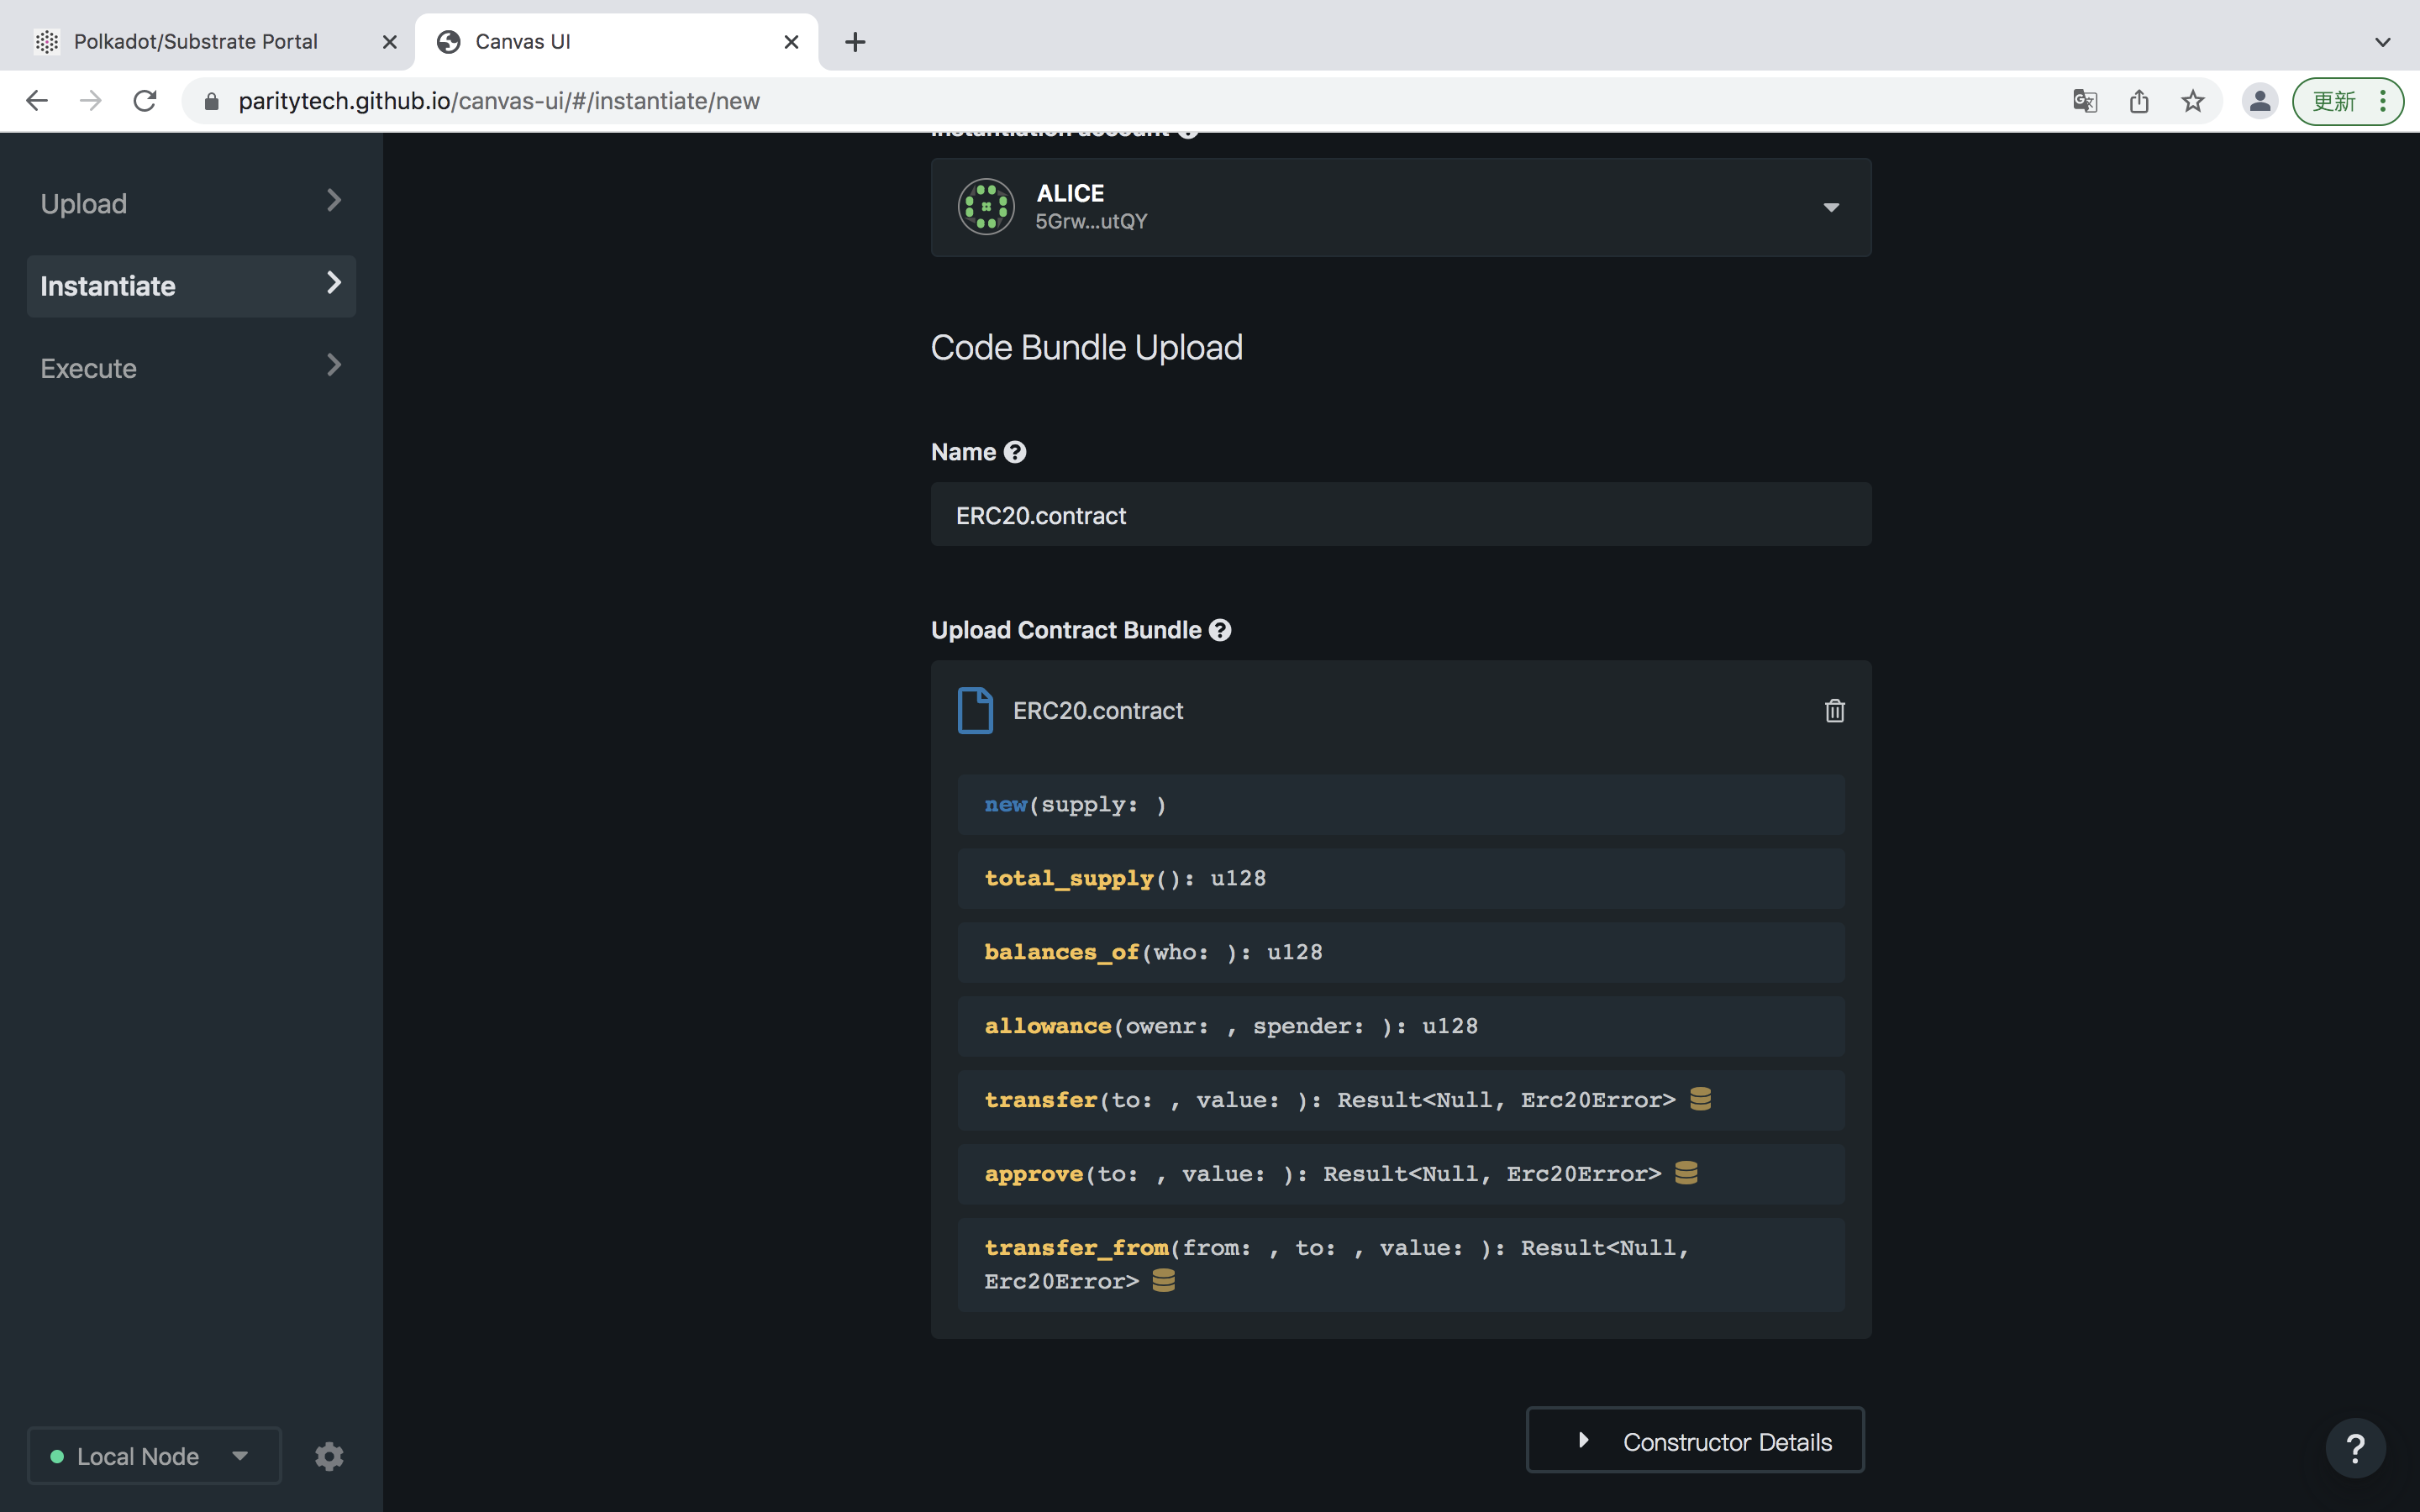 Polkadot/Substrate Portal
Canvas UI
paritytech.github.io/canvas-ui/#/instantiate/new
更新
Upload
Instantiate
Execute
Local Node
Instantiation account
ALICE
5Grw...utQY
Code Bundle Upload
Name
ERC20.contract
Upload Contract Bundle
ERC20.contract
new(supply: )
total_supply(): u128
balances_of(who: ): u128
allowance(owenr: , spender: ): u128
transfer(to: , value: ): Result<Null, Erc20Error>
approve(to: , value: ): Result<Null, Erc20Error>
transfer_from(from: , to: , value: ): Result<Null,
Erc20Error>
Constructor Details
?